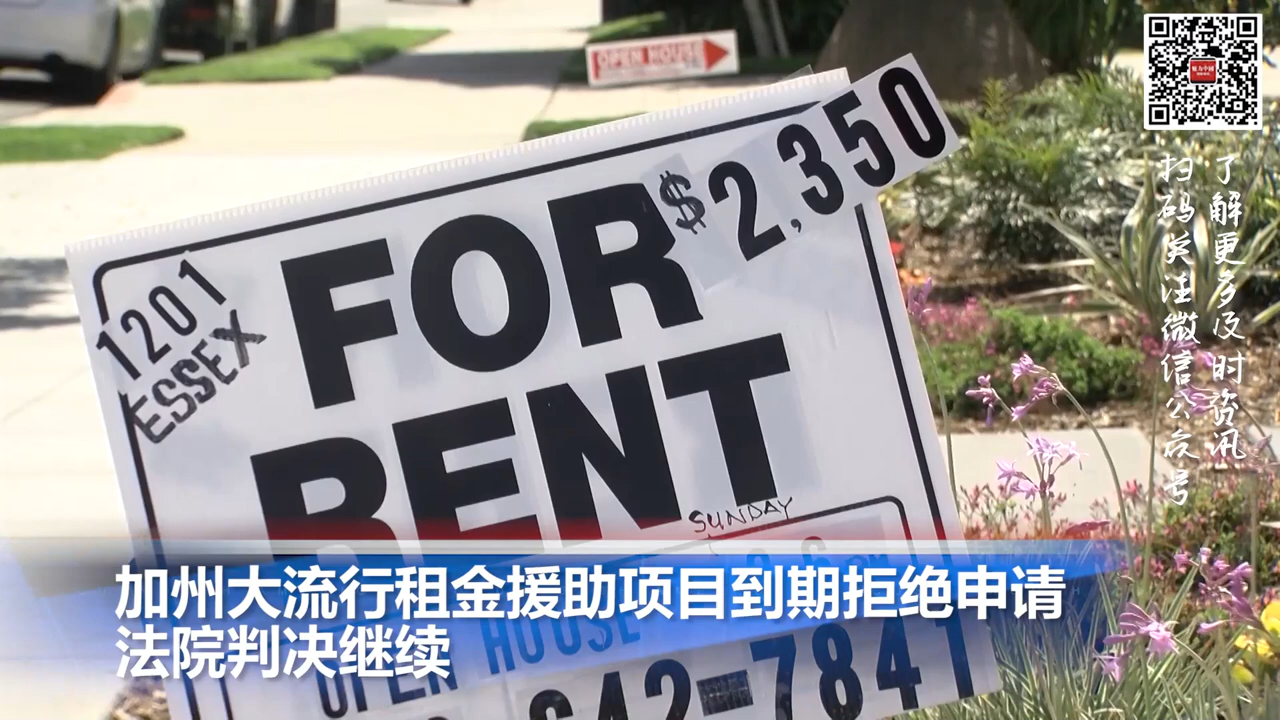 OPEN HOUSE
$2,350
1201
ESSEX
FOR
RENT
SUNDAY
OPEN HOUSE
642-7841
加州大流行租金援助项目到期拒绝申请
法院判决继续
了解更多及时资讯
扫码关注微信公众号